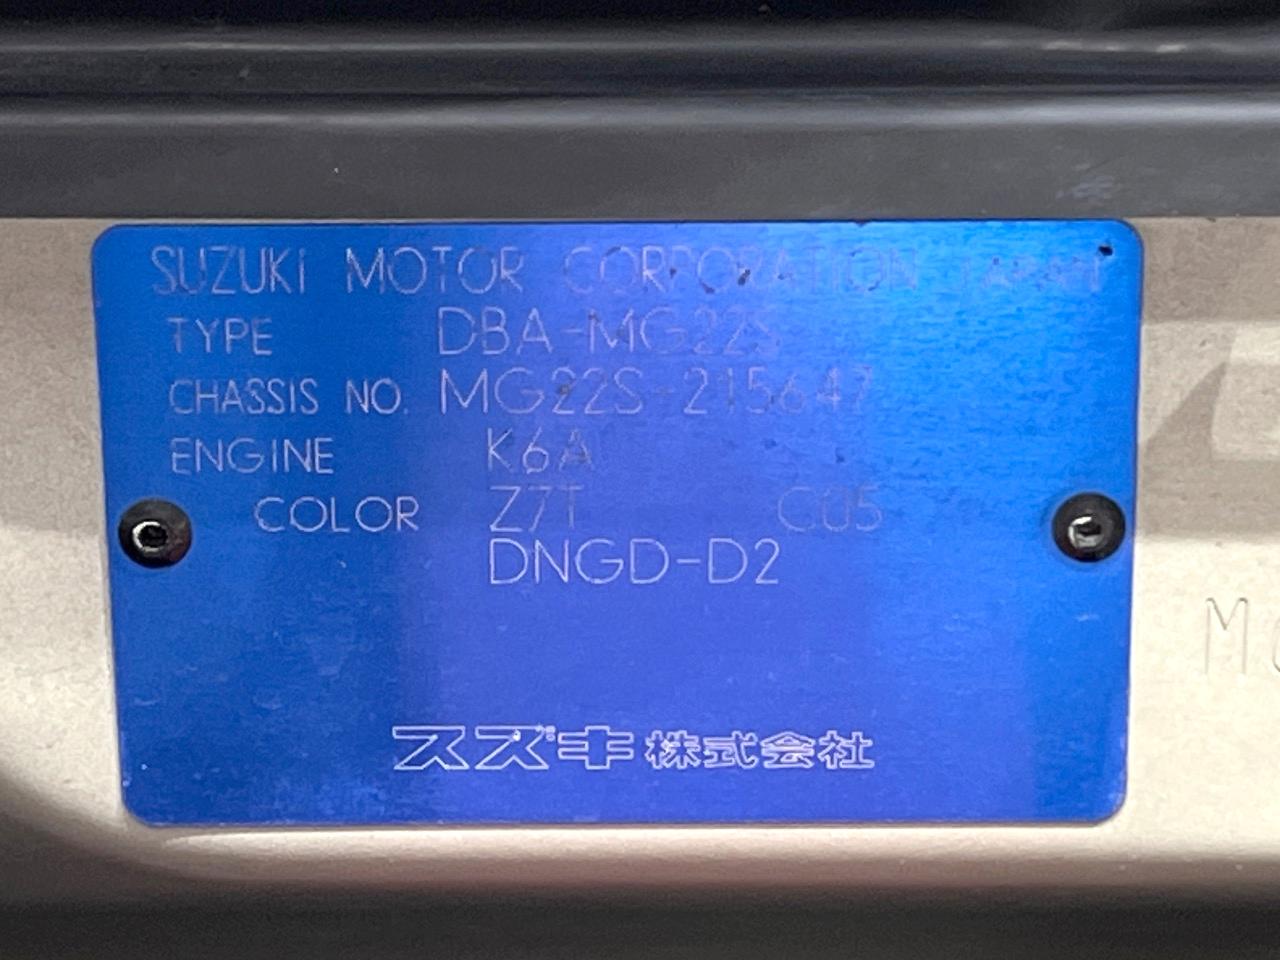 SUZUKI MOTOR CORPORATION JAPAN
TYPE DBA-MG22S
CHASSIS NO. MG22S-215647
ENGINE K6A
COLOR Z7T C05
DNGD-D2
スズキ株式会社